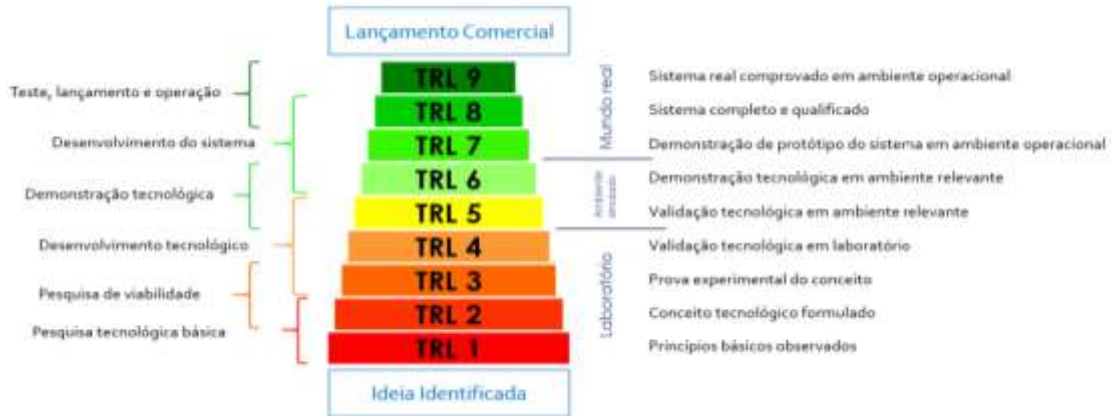 Lançamento Comercial
TRL 9
TRL 8
TRL 7
TRL 6
TRL 5
TRL 4
TRL 3
TRL 2
TRL 1
Ideia Identificada
Teste, lançamento e operação
Desenvolvimento do sistema
Demonstração tecnológica
Desenvolvimento tecnológico
Pesquisa de viabilidade
Pesquisa tecnológica básica
Mundo real
Ambiente
Laboratório
Sistema real comprovado em ambiente operacional
Sistema completo e qualificado
Demonstração de protótipo do sistema em ambiente operacional
Demonstração tecnológica em ambiente relevante
Validação tecnológica em ambiente relevante
Validação tecnológica em laboratório
Prova experimental do conceito
Conceito tecnológico formulado
Princípios básicos observados